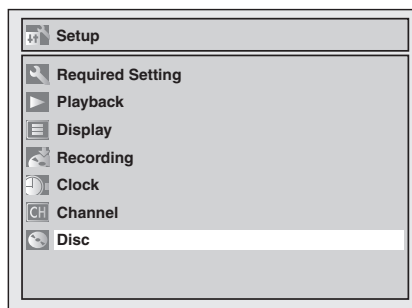 Setup
Required Setting
Playback
Display
Recording
Clock
CH Channel
Disc